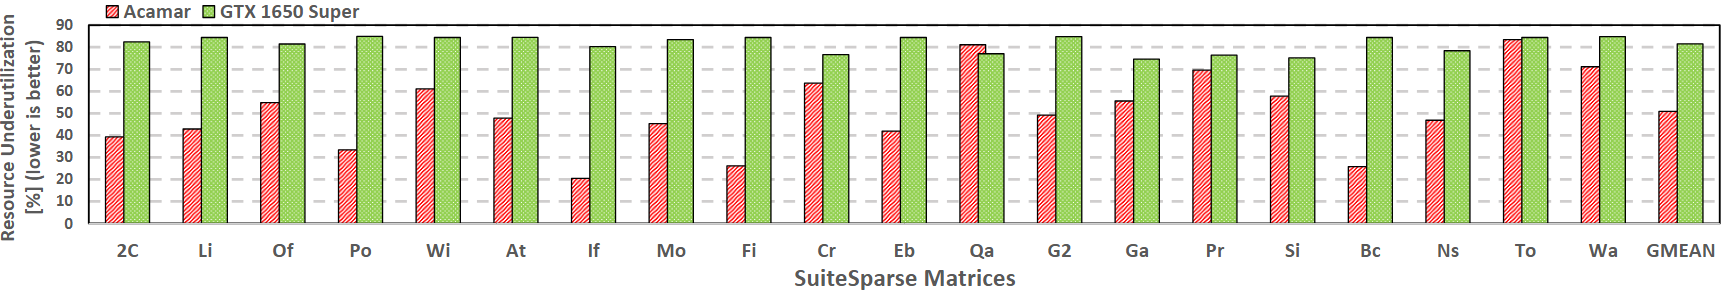 Acamar GTX 1650 Super
Resource Underutilization
[%] (lower is better)
90
80
70
60
50
40
30
20
10
0
2C Li Of Po Wi At If Mo Fi Cr Eb Qa G2 Ga Pr Si Bc Ns To Wa GMEAN
SuiteSparse Matrices